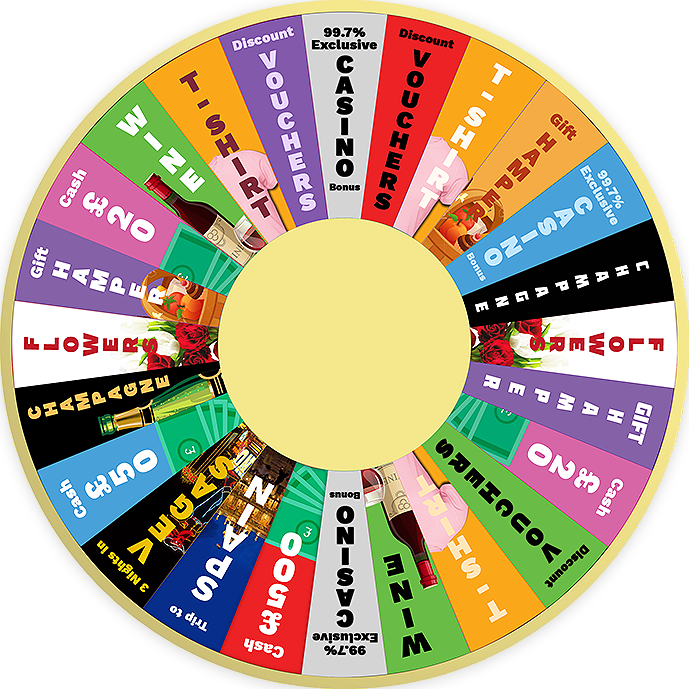 99.7%
Exclusive
CASINO
Bonus
Discount
VOUCHERS
T-SHIRT
Gift
HAMPER
99.7%
Exclusive
CASINO
Bonus
CHAMPAGNE
FLOWERS
GIFT
HAMPER
Cash
£20
Discount
VOUCHERS
T-SHIRT
WINE
99.7%
Exclusive
CASINO
Bonus
Cash
£500
Trip to
SPAIN
3 Nights in
VEGAS
Cash
£50
CHAMPAGNE
FLOWERS
Gift
HAMPER
Cash
£20
WINE
T-SHIRT
Discount
VOUCHERS